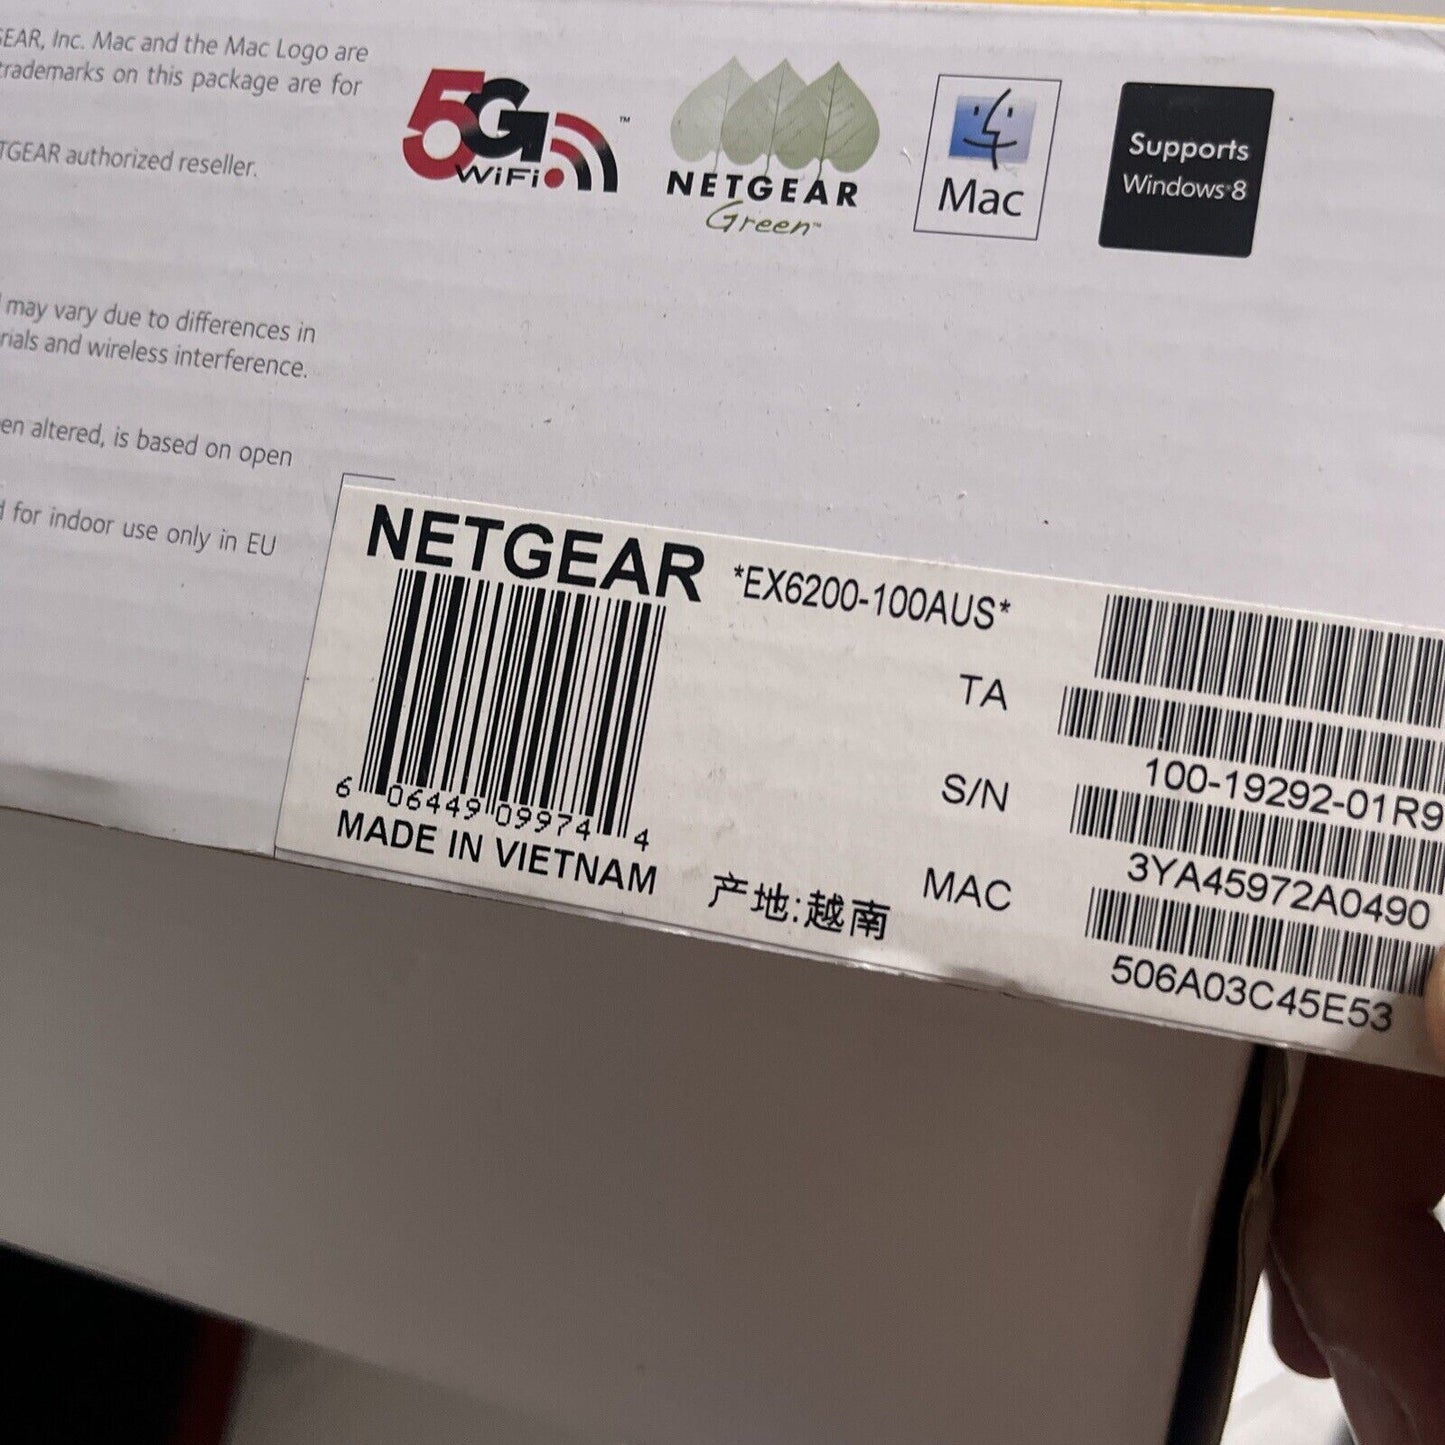 EAR, Inc. Mac and the Mac Logo are
trademarks on this package are for
TGEAR authorized reseller.
may vary due to differences in
rials and wireless interference.
en altered, is based on open
for indoor use only in EU
5G WiFi ™
NETGEAR
Green™
Mac
Supports
Windows 8
NETGEAR
*EX6200-100AUS*
TA
100-19292-01R9
S/N
3YA45972A0490
MAC
506A03C45E53
6 06449 09974 4
MADE IN VIETNAM
产地:越南